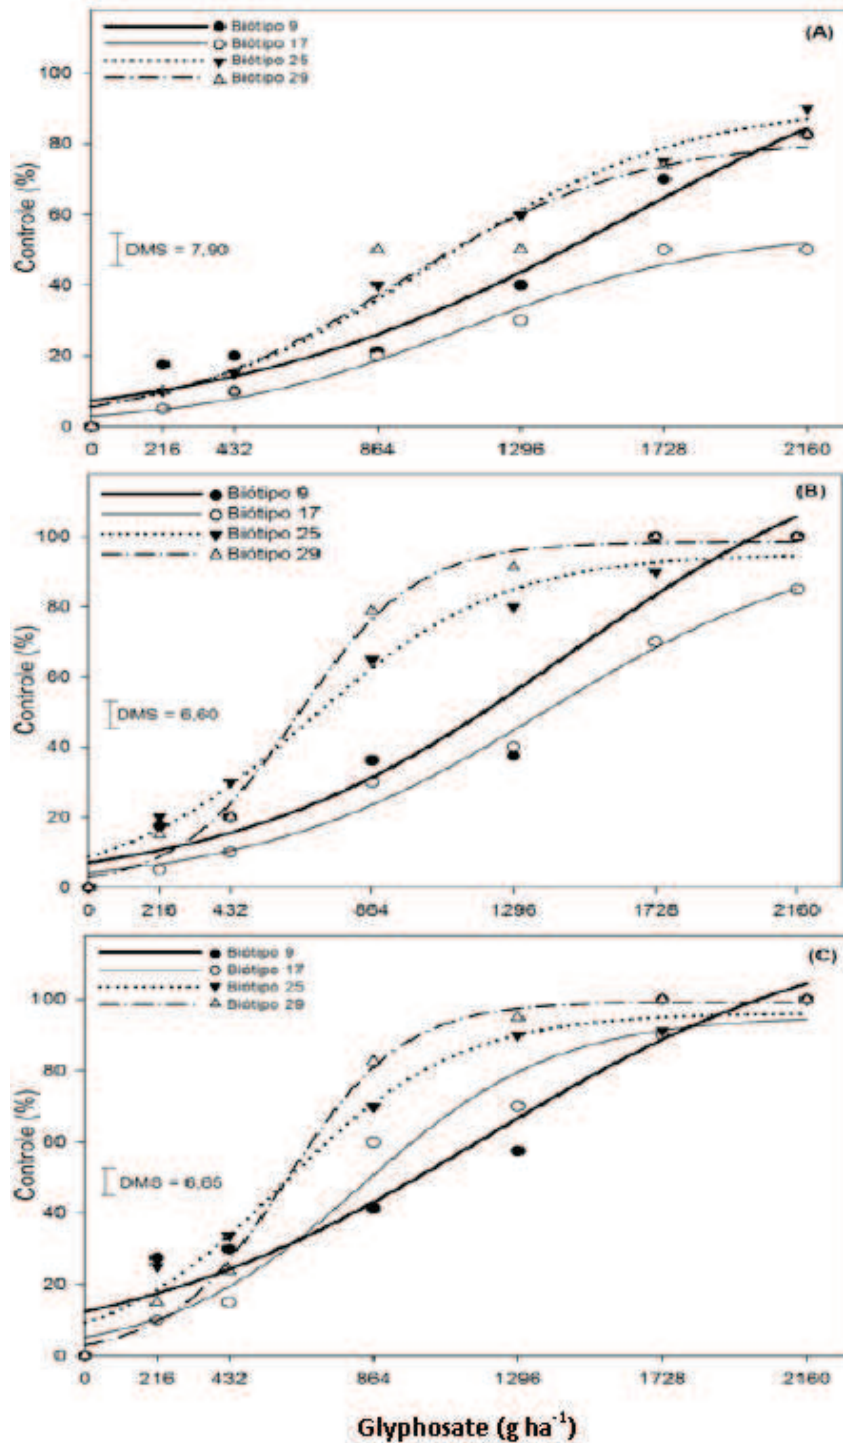 (A)
Biótipo 9
Biótipo 17
Biótipo 25
Biótipo 29
100
80
60
40
20
0
Controle (%)
DMS = 7,90
0 216 432 864 1296 1728 2160
(B)
Biótipo 9
Biótipo 17
Biótipo 25
Biótipo 29
100
80
60
40
20
0
Controle (%)
DMS = 6,60
0 216 432 864 1296 1728 2160
(C)
Biótipo 9
Biótipo 17
Biótipo 25
Biótipo 29
100
80
60
40
20
0
Controle (%)
DMS = 6,65
0 216 432 864 1296 1728 2160
Glyphosate (g ha⁻¹)